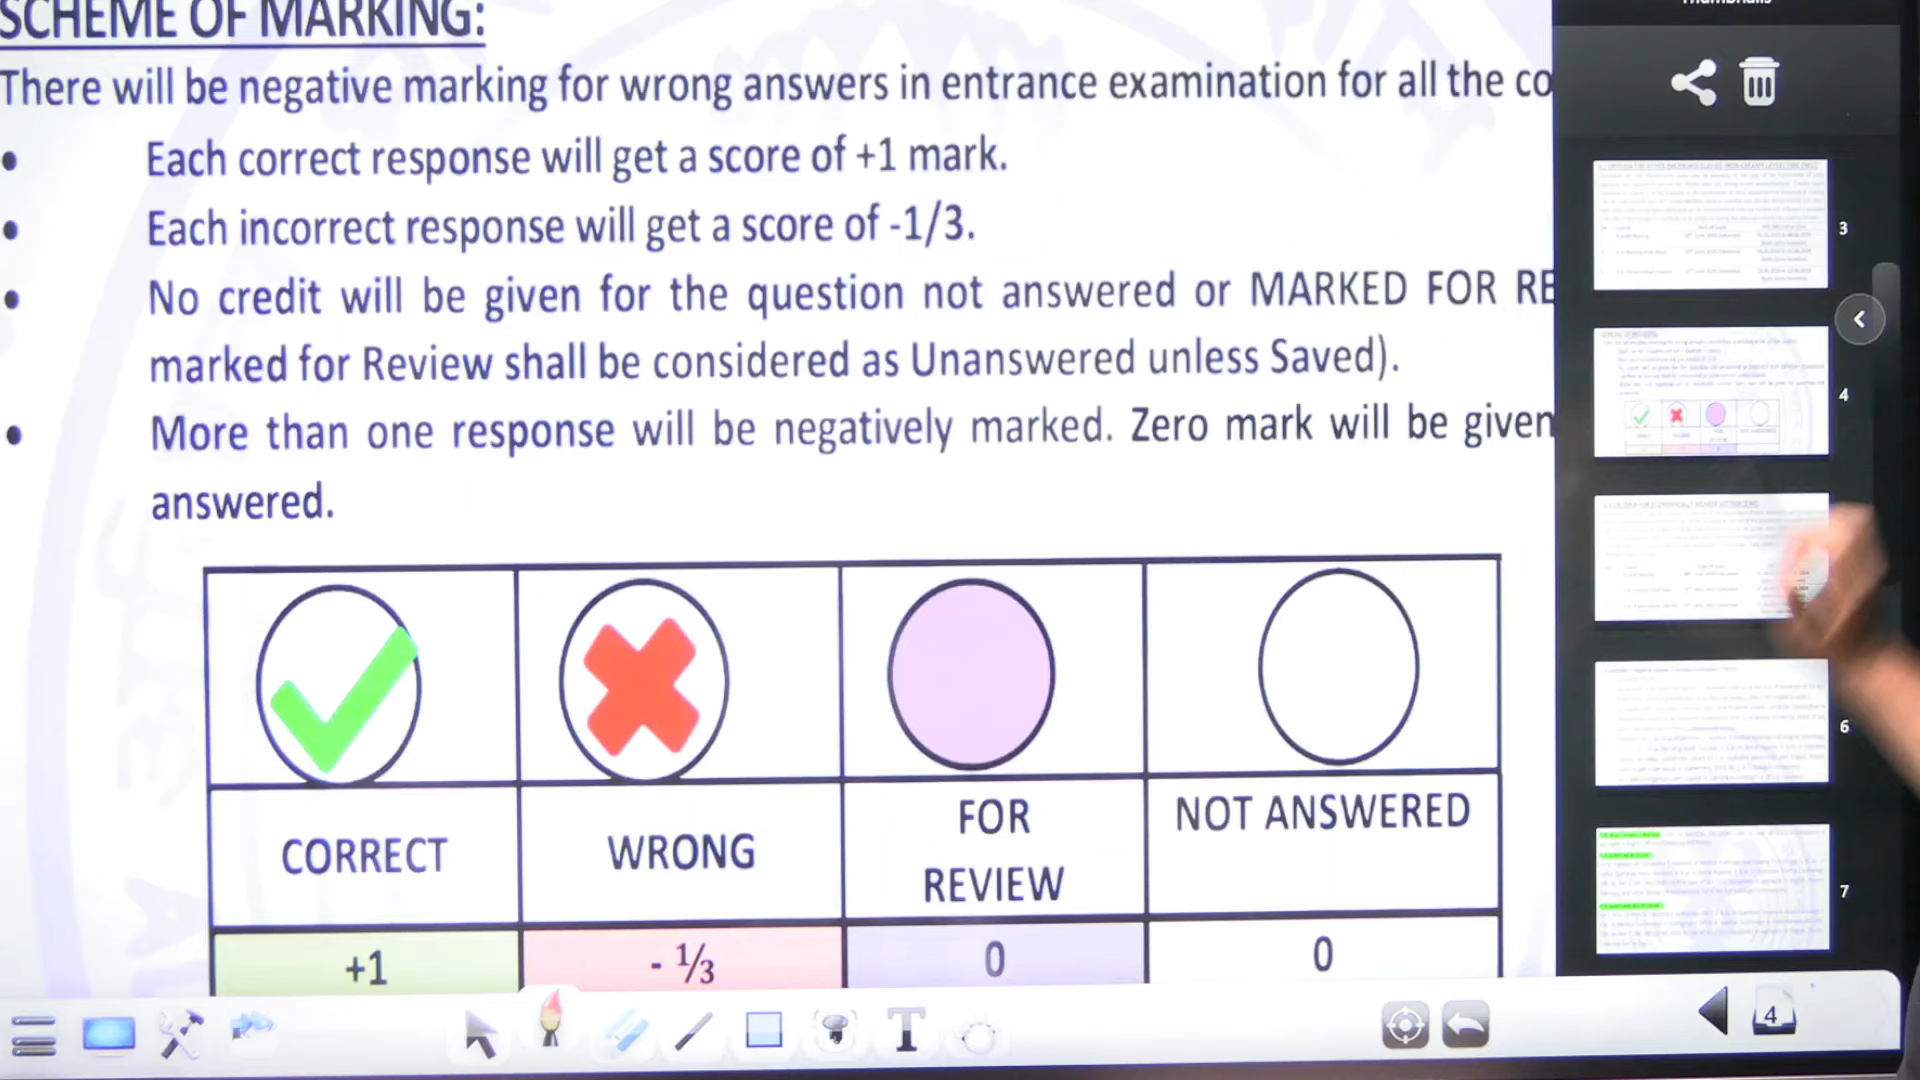 SCHEME OF MARKING:
There will be negative marking for wrong answers in entrance examination for all the co
• Each correct response will get a score of +1 mark.
• Each incorrect response will get a score of -1/3.
• No credit will be given for the question not answered or MARKED FOR RE
marked for Review shall be considered as Unanswered unless Saved).
• More than one response will be negatively marked. Zero mark will be given
answered.
CORRECT WRONG FOR REVIEW NOT ANSWERED
+1 - ⅓ 0 0
Thumbnails
3
4
6
7
T
4